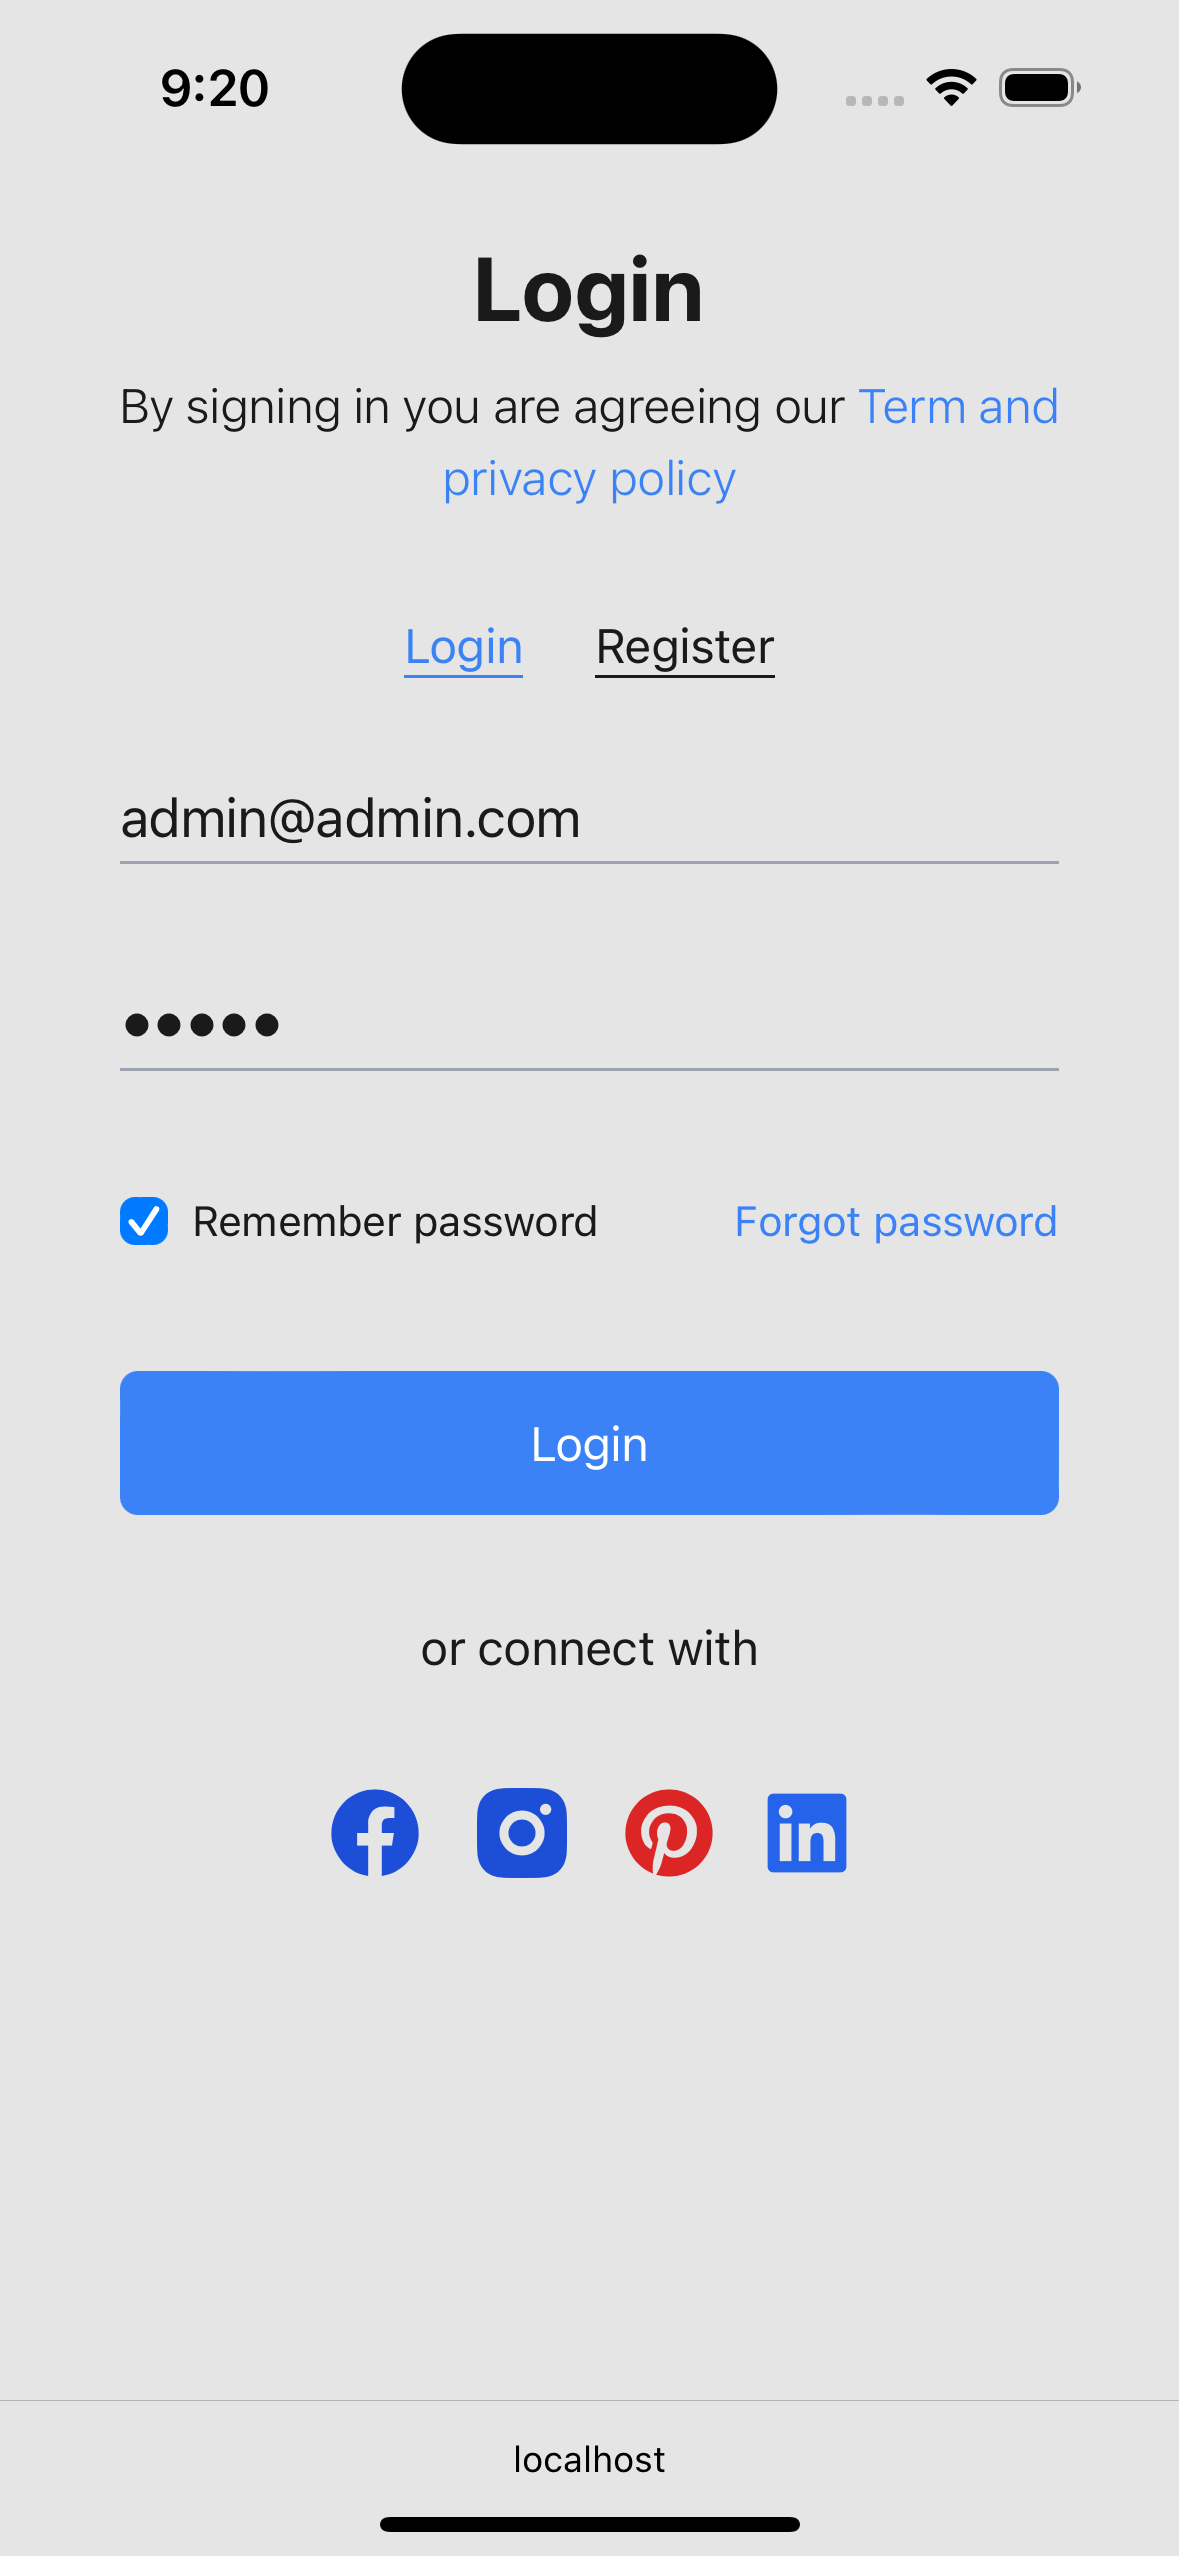 9:20
Login
By signing in you are agreeing our Term and
privacy policy
Login Register
admin@admin.com
•••••
Remember password Forgot password
Login
or connect with
localhost